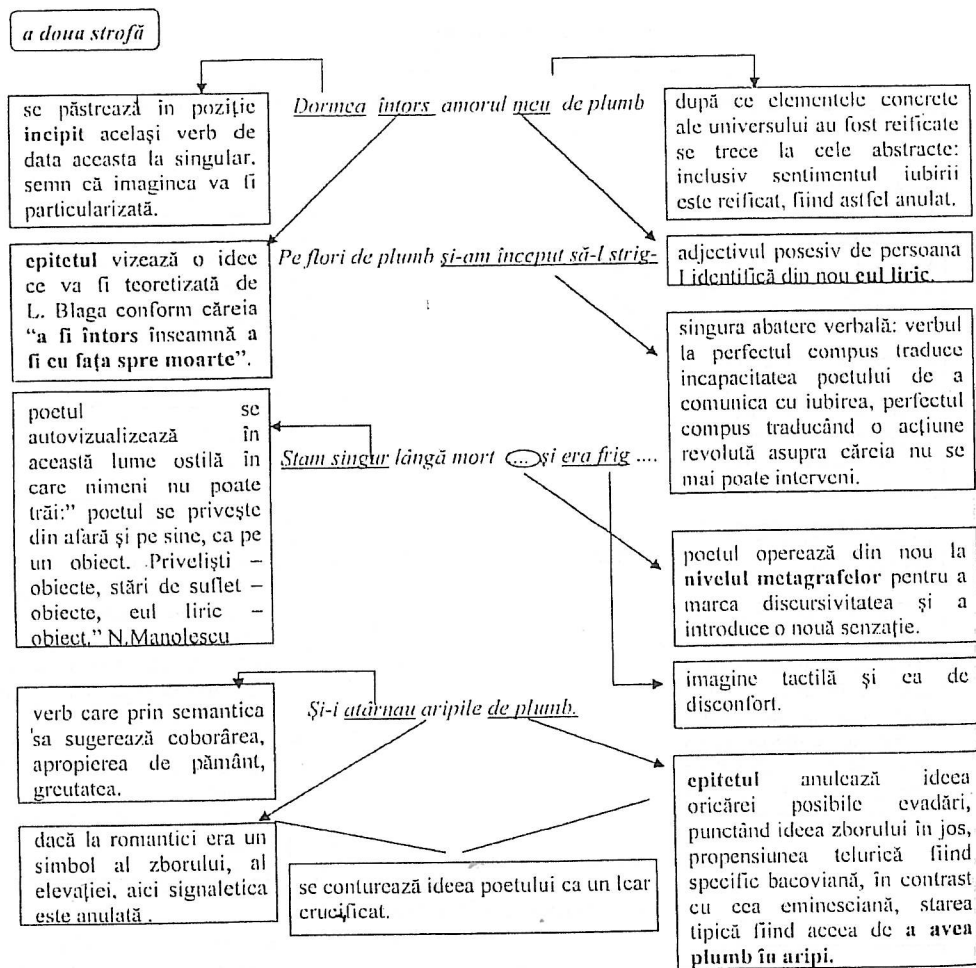 a doua strofă
se păstrează în poziție
incipit același verb de
data aceasta la singular.
semn că imaginea va fi
particularizată.
Dormea întors amorul meu de plumb
după ce elementele concrete
ale universului au fost reificate
se trece la cele abstracte:
inclusiv sentimentul iubirii
este reificat, fiind astfel anulat.
epitetul vizează o idee
ce va fi teoretizată de
L. Blaga conform căreia
"a fi întors înseamnă a
fi cu fața spre moarte".
Pe flori de plumb și-am început să-l strig-
adjectivul posesiv de persoana
I identifică din nou eul liric.
singura abatere verbală: verbul
la perfectul compus traduce
incapacitatea poetului de a
comunica cu iubirea, perfectul
compus traducând o acțiune
revolută asupra căreia nu se
mai poate interveni.
poetul se
autovizualizează în
această lume ostilă în
care nimeni nu poate
trăi:" poetul se privește
din afară și pe sine, ca pe
un obiect. Priveliști –
obiecte, stări de suflet –
obiecte, eul liric –
obiect." N.Manolescu
Stam singur lângă mort ... și era frig ....
poetul operează din nou la
nivelul metagrafelor pentru a
marca discursivitatea și a
introduce o nouă senzație.
imagine tactilă și ea de
disconfort.
verb care prin semantica
sa sugerează coborârea,
apropierea de pământ,
greutatea.
Și-i atârnau aripile de plumb.
dacă la romantici era un
simbol al zborului, al
elevației, aici signaletica
este anulată .
se conturează ideea poetului ca un Icar
crucificat.
epitetul anulează ideea
oricărei posibile evadări,
punctând ideea zborului în jos,
propensiunea telurică fiind
specific bacoviană, în contrast
cu cea eminesciană, starea
tipică fiind aceea de a avea
plumb în aripi.